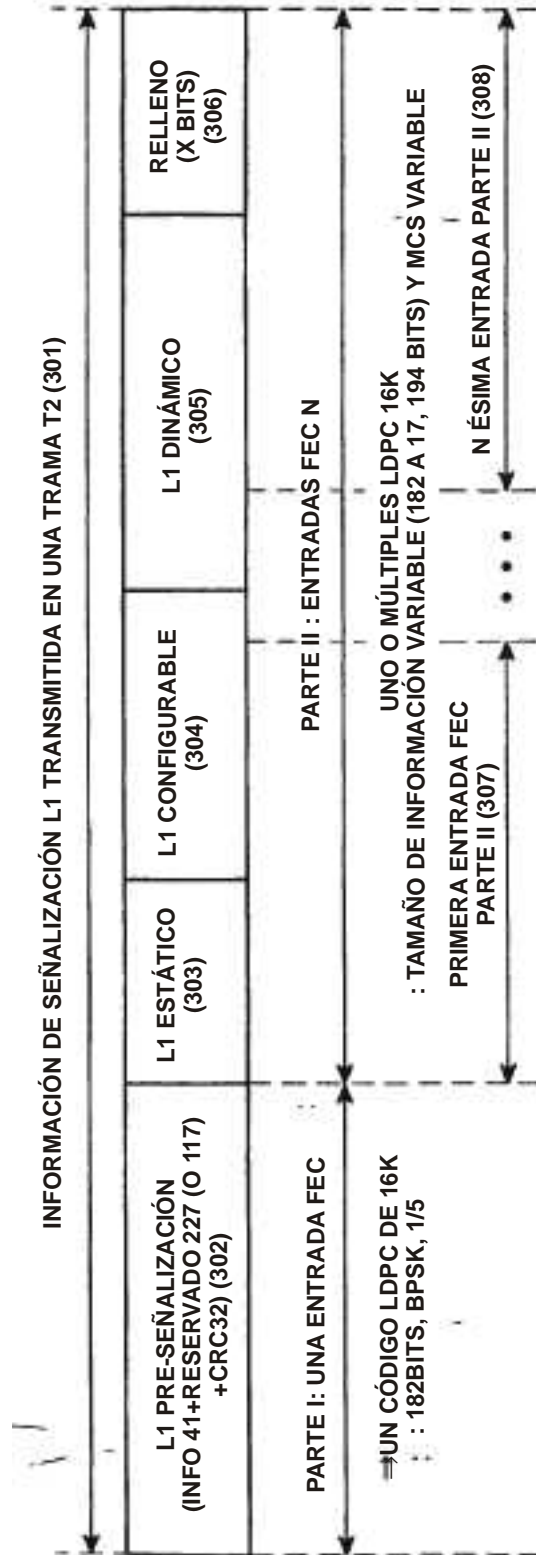 INFORMACIÓN DE SEÑALIZACIÓN L1 TRANSMITIDA EN UNA TRAMA T2 (301)
L1 PRE-SEÑALIZACIÓN
(INFO 41+RESERVADO 227 (O 117)
+CRC32) (302)
L1 ESTÁTICO
(303)
L1 CONFIGURABLE
(304)
L1 DINÁMICO
(305)
RELLENO
(X BITS)
(306)
PARTE I: UNA ENTRADA FEC
⇒UN CÓDIGO LDPC DE 16K
: 182BITS, BPSK, 1/5
PARTE II : ENTRADAS FEC N
UNO O MÚLTIPLES LDPC 16K
: TAMAÑO DE INFORMACIÓN VARIABLE (182 A 17, 194 BITS) Y MCS VARIABLE
PRIMERA ENTRADA FEC
PARTE II (307)
• • •
N ÉSIMA ENTRADA PARTE II (308)